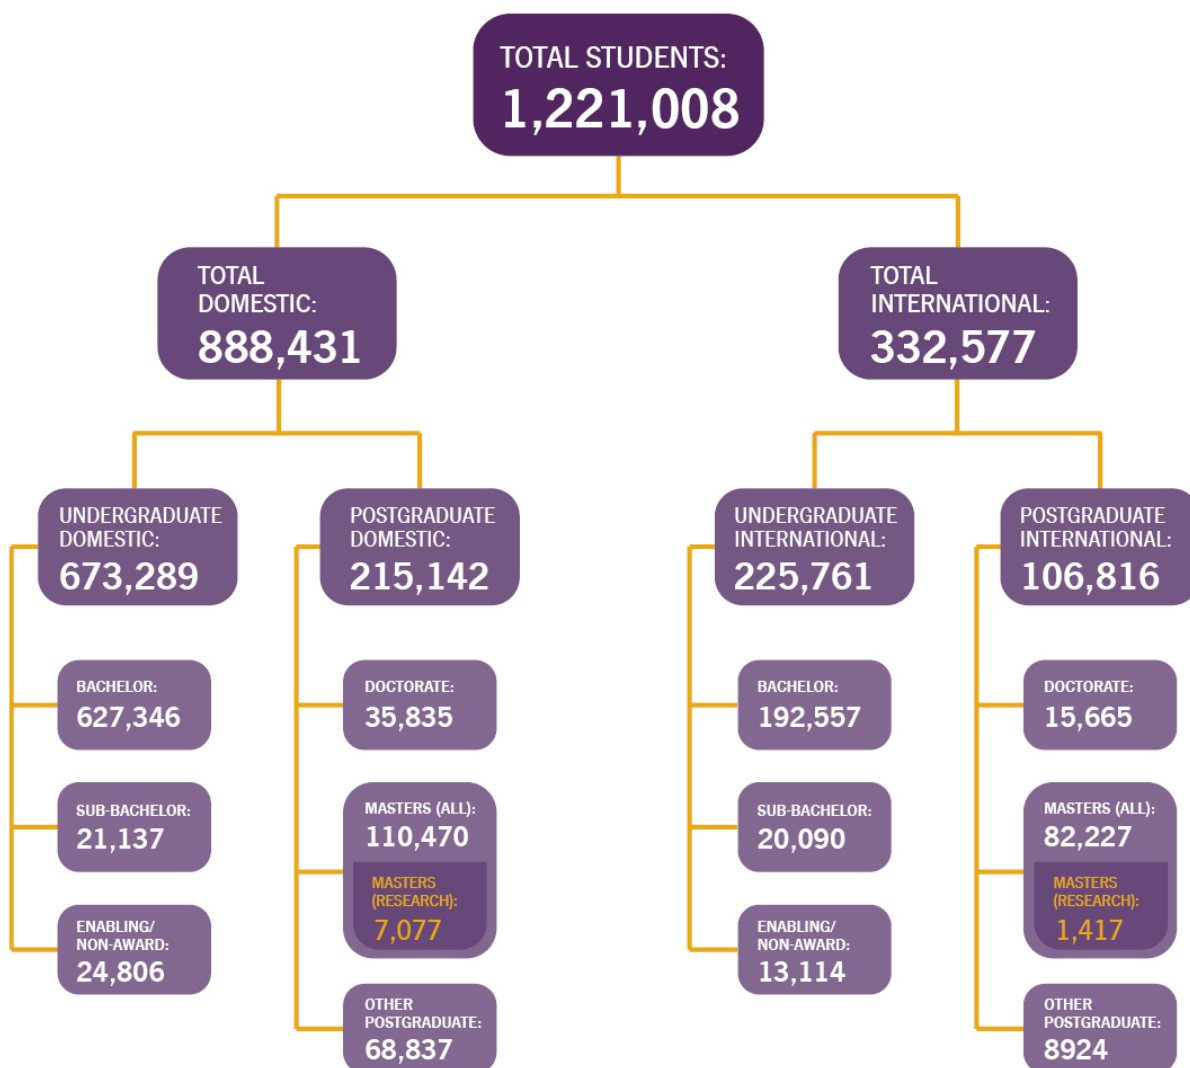 TOTAL STUDENTS:
1,221,008
TOTAL
DOMESTIC:
888,431
TOTAL
INTERNATIONAL:
332,577
UNDERGRADUATE
DOMESTIC:
673,289
POSTGRADUATE
DOMESTIC:
215,142
UNDERGRADUATE
INTERNATIONAL:
225,761
POSTGRADUATE
INTERNATIONAL:
106,816
BACHELOR:
627,346
DOCTORATE:
35,835
BACHELOR:
192,557
DOCTORATE:
15,665
SUB-BACHELOR:
21,137
MASTERS (ALL):
110,470
MASTERS
(RESEARCH):
7,077
SUB-BACHELOR:
20,090
MASTERS (ALL):
82,227
MASTERS
(RESEARCH):
1,417
ENABLING/
NON-AWARD:
24,806
OTHER
POSTGRADUATE:
68,837
ENABLING/
NON-AWARD:
13,114
OTHER
POSTGRADUATE:
8924